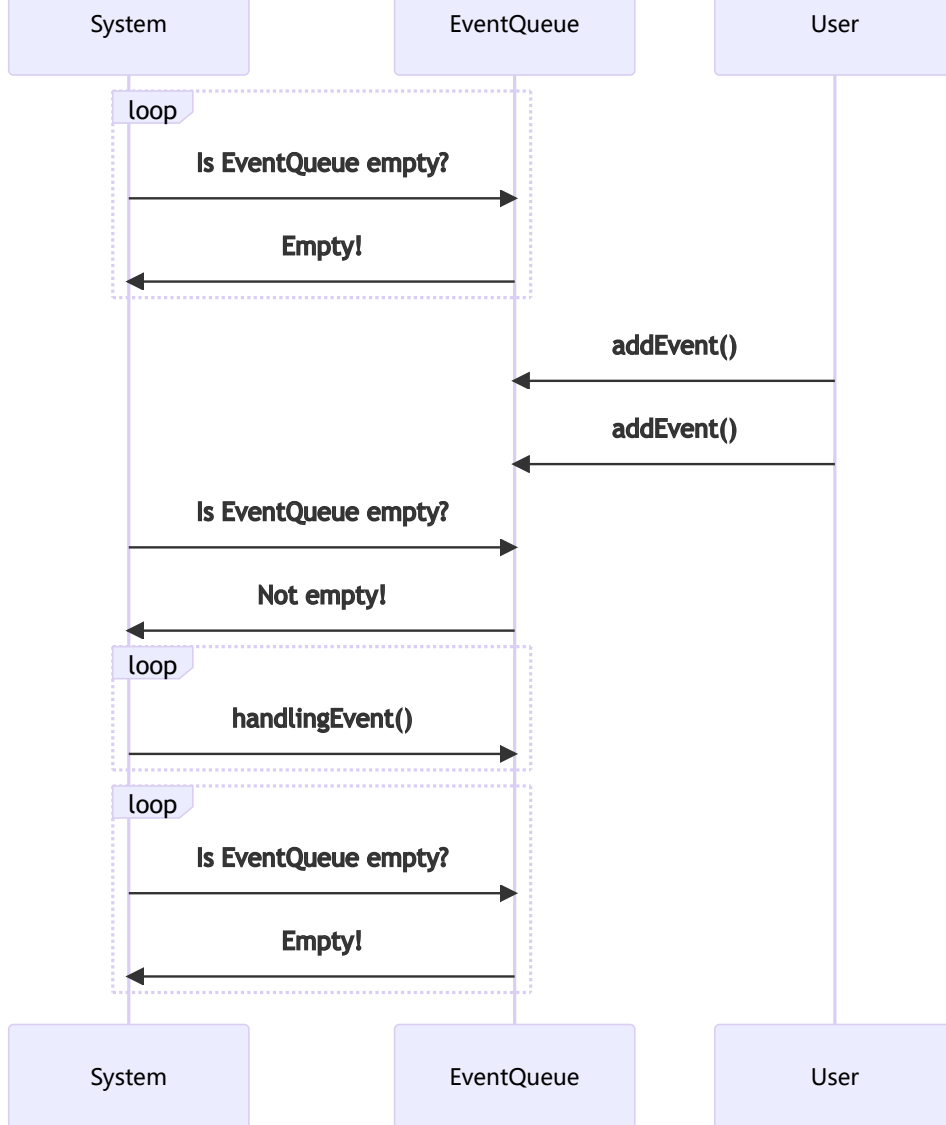 System
EventQueue
User
loop
Is EventQueue empty?
Empty!
addEvent()
addEvent()
Is EventQueue empty?
Not empty!
loop
handlingEvent()
loop
Is EventQueue empty?
Empty!
System
EventQueue
User